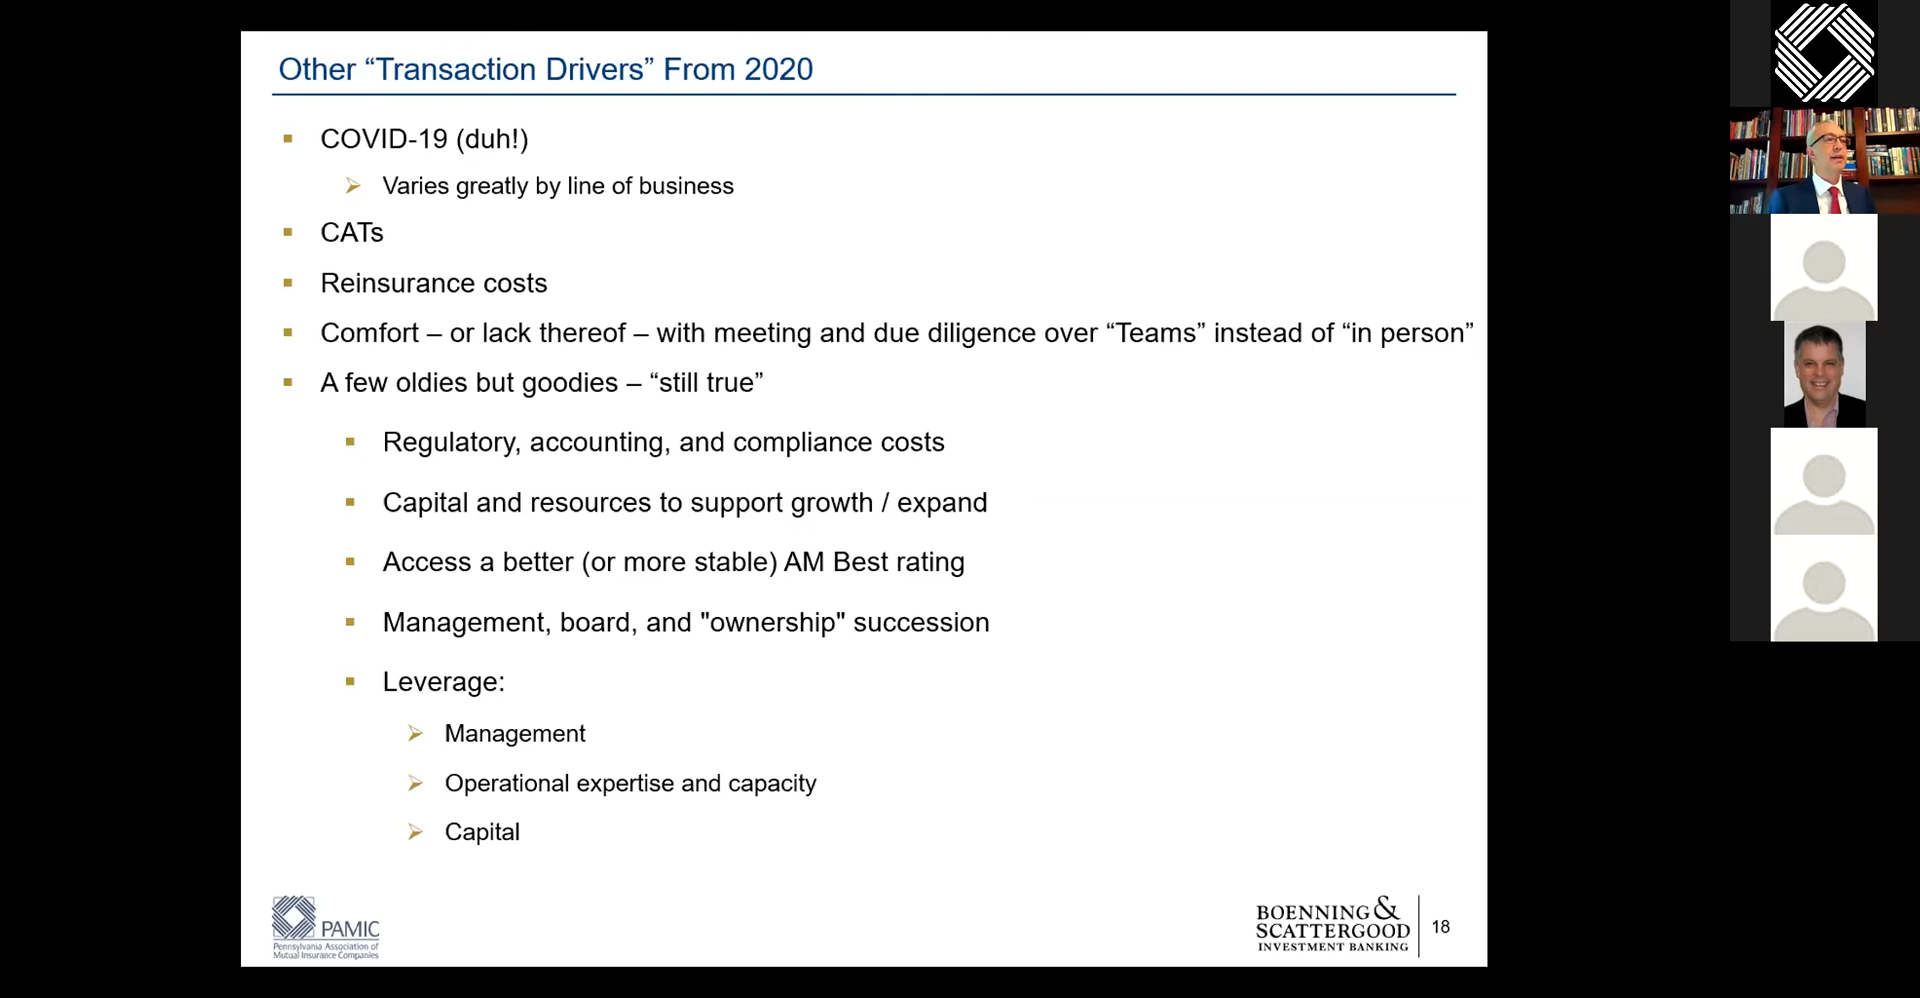 Other “Transaction Drivers” From 2020
COVID-19 (duh!)
Varies greatly by line of business
CATs
Reinsurance costs
Comfort – or lack thereof – with meeting and due diligence over “Teams” instead of “in person”
A few oldies but goodies – “still true”
Regulatory, accounting, and compliance costs
Capital and resources to support growth / expand
Access a better (or more stable) AM Best rating
Management, board, and "ownership" succession
Leverage:
Management
Operational expertise and capacity
Capital
PAMIC
Pennsylvania Association of
Mutual Insurance Companies
BOENNING &
SCATTERGOOD
INVESTMENT BANKING
18